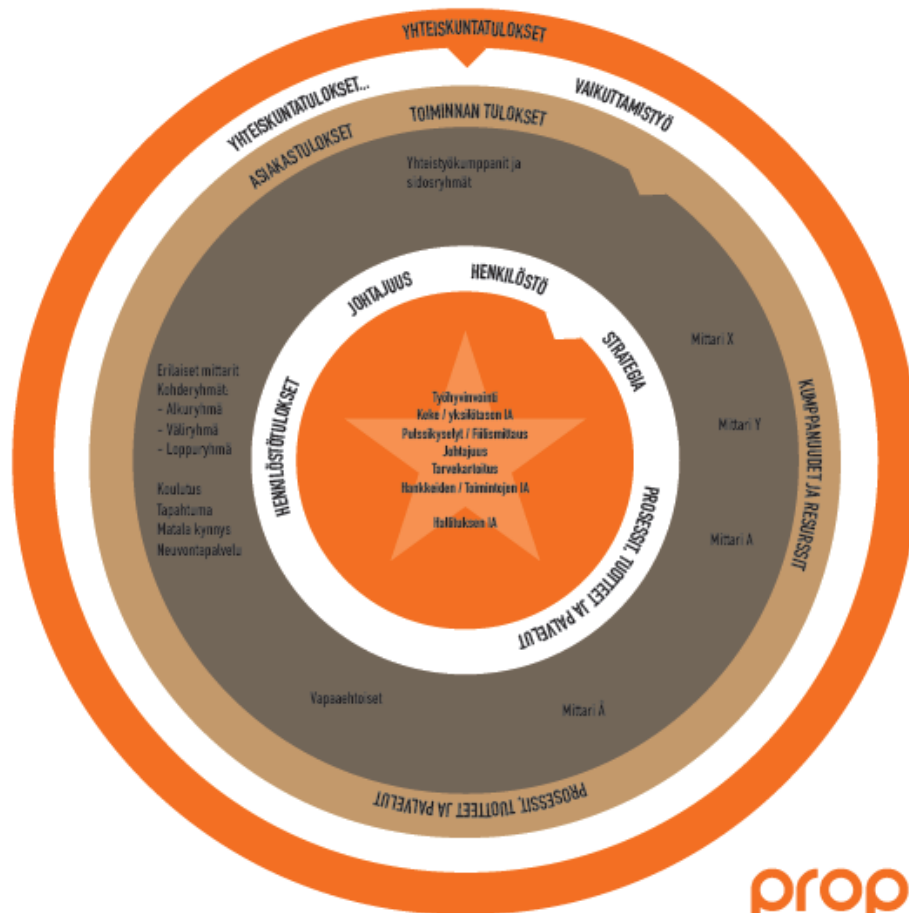 YHTEISKUNTATULOKSET
YHTEISKUNTATULOKSET...
VAIKUTTAMISTYÖ
ASIAKASTULOKSET
TOIMINNAN TULOKSET
Yhteistyökumppanit ja
sidosryhmät
JOHTAJUUS
HENKILÖSTÖ
STRATEGIA
HENKILÖSTÖTULOKSET
PROSESSIT, TUOTTEET JA PALVELUT
KUMPPANUUDET JA RESURSSIT
Erilaiset mittarit
Kohderyhmät:
- Alkuryhmä
- Väliryhmä
- Loppuryhmä
Koulutus
Tapahtuma
Matala kynnys
Neuvontapalvelu
Työhyvinvointi
Keke / yksilötason IA
Pulssikyselyt / Fiilismittaus
Johtajuus
Tarvekartoitus
Hankkeiden / Toimintojen IA
Hallituksen IA
Mittari X
Mittari Y
Mittari A
Mittari Å
Vapaaehtoiset
PROSESSIT, TUOTTEET JA PALVELUT
prop